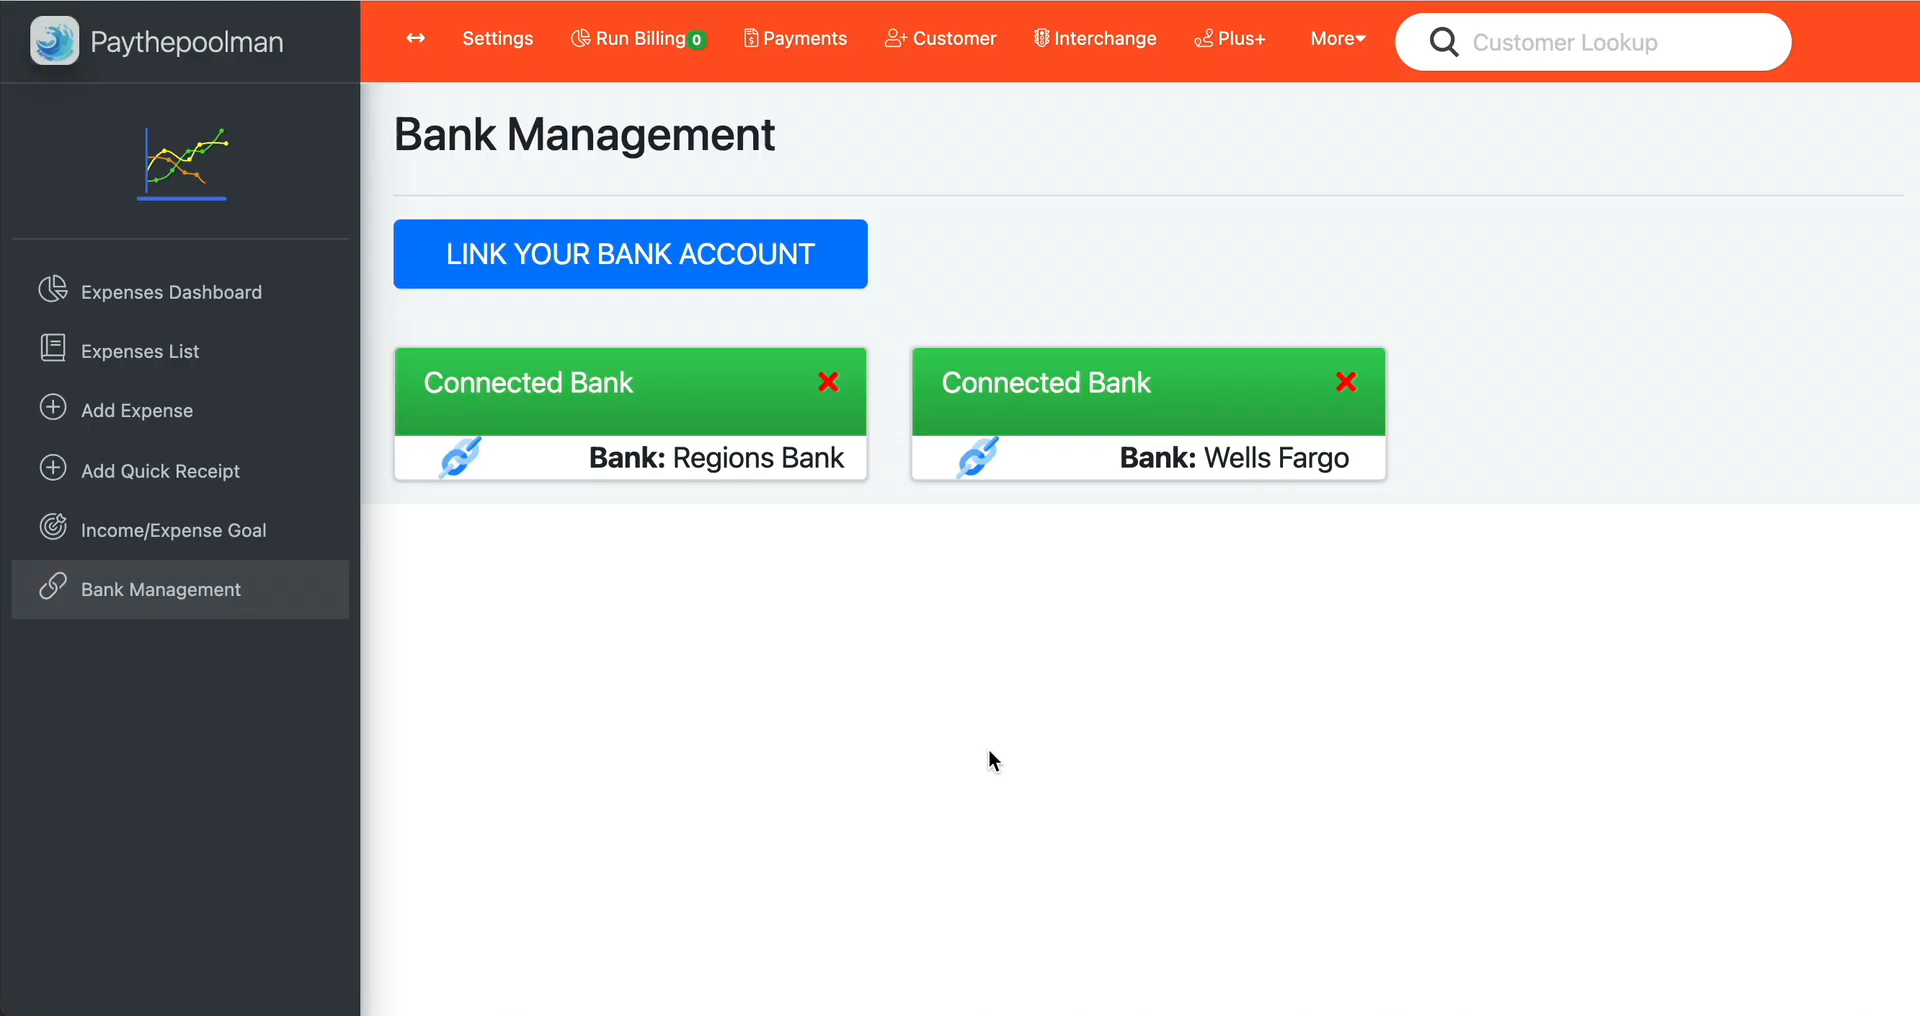 Paythepoolman
Settings
Run Billing 0
Payments
Customer
Interchange
Plus+
More
Customer Lookup
Expenses Dashboard
Expenses List
Add Expense
Add Quick Receipt
Income/Expense Goal
Bank Management
Bank Management
LINK YOUR BANK ACCOUNT
Connected Bank
Bank: Regions Bank
Connected Bank
Bank: Wells Fargo